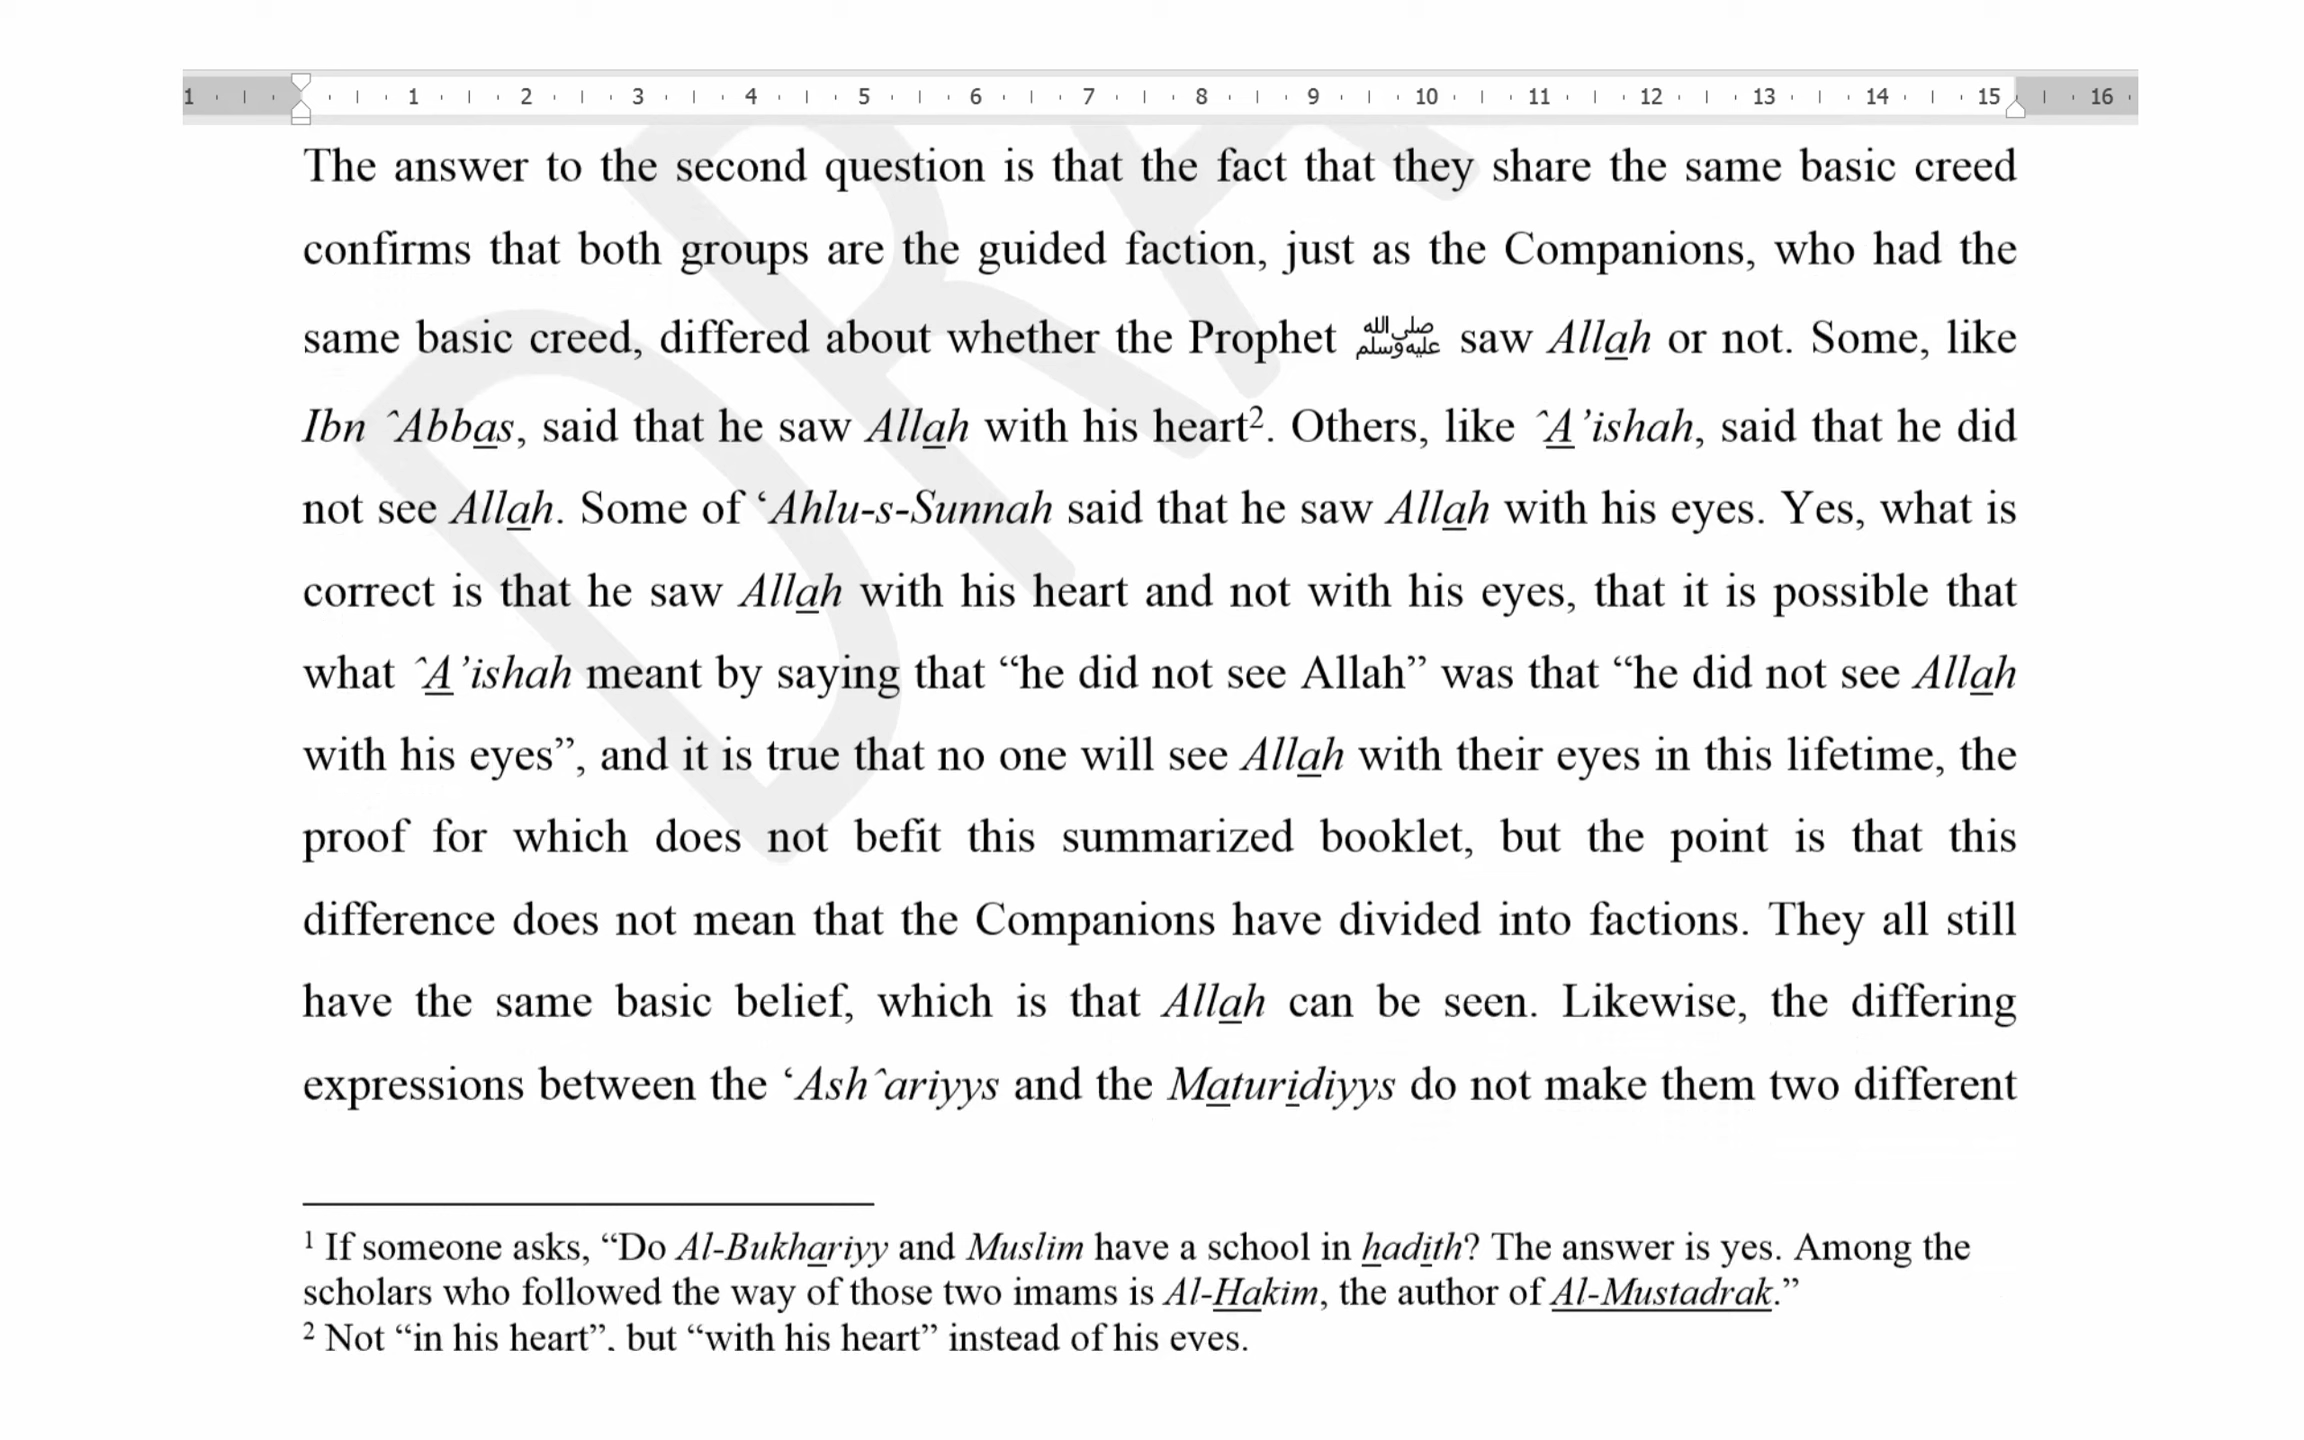 1 1 2 3 4 5 6 7 8 9 10 11 12 13 14 15 16
The answer to the second question is that the fact that they share the same basic creed
confirms that both groups are the guided faction, just as the Companions, who had the
same basic creed, differed about whether the Prophet ﷺ saw Allah or not. Some, like
Ibn ˆAbbas, said that he saw Allah with his heart². Others, like ˆA’ishah, said that he did
not see Allah. Some of ‘Ahlu-s-Sunnah said that he saw Allah with his eyes. Yes, what is
correct is that he saw Allah with his heart and not with his eyes, that it is possible that
what ˆA’ishah meant by saying that “he did not see Allah” was that “he did not see Allah
with his eyes”, and it is true that no one will see Allah with their eyes in this lifetime, the
proof for which does not befit this summarized booklet, but the point is that this
difference does not mean that the Companions have divided into factions. They all still
have the same basic belief, which is that Allah can be seen. Likewise, the differing
expressions between the ‘Ashˆariyys and the Maturidiyys do not make them two different
¹ If someone asks, “Do Al-Bukhariyy and Muslim have a school in hadith? The answer is yes. Among the
scholars who followed the way of those two imams is Al-Hakim, the author of Al-Mustadrak.”
² Not “in his heart”, but “with his heart” instead of his eyes.